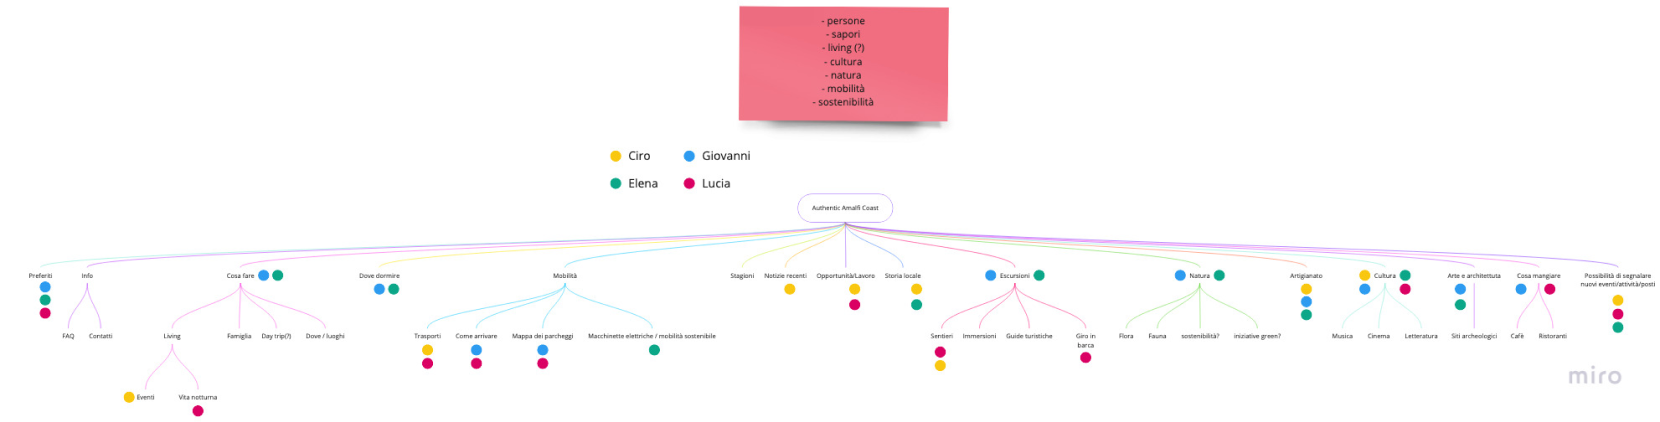 - persone
- sapori
- living (?)
- cultura
- natura
- mobilità
- sostenibilità
Ciro
Giovanni
Elena
Lucia
Authentic Amalfi Coast
Preferiti
Info
Cosa fare
Dove dormire
Mobilità
Stagioni
Notizie recenti
Opportunità/Lavoro
Storia locale
Escursioni
Natura
Artigianato
Cultura
Arte e architettuta
Cosa mangiare
Possibilità di segnalare
nuovi eventi/attività/posti
FAQ
Contatti
Living
Famiglia
Day trip(?)
Dove / luoghi
Trasporti
Come arrivare
Mappa dei parcheggi
Macchinette elettriche / mobilità sostenibile
Sentieri
Immersioni
Guide turistiche
Giro in
barca
Flora
Fauna
sostenibilità?
iniziative green?
Musica
Cinema
Letteratura
Siti archeologici
Cafè
Ristoranti
Eventi
Vita notturna
miro